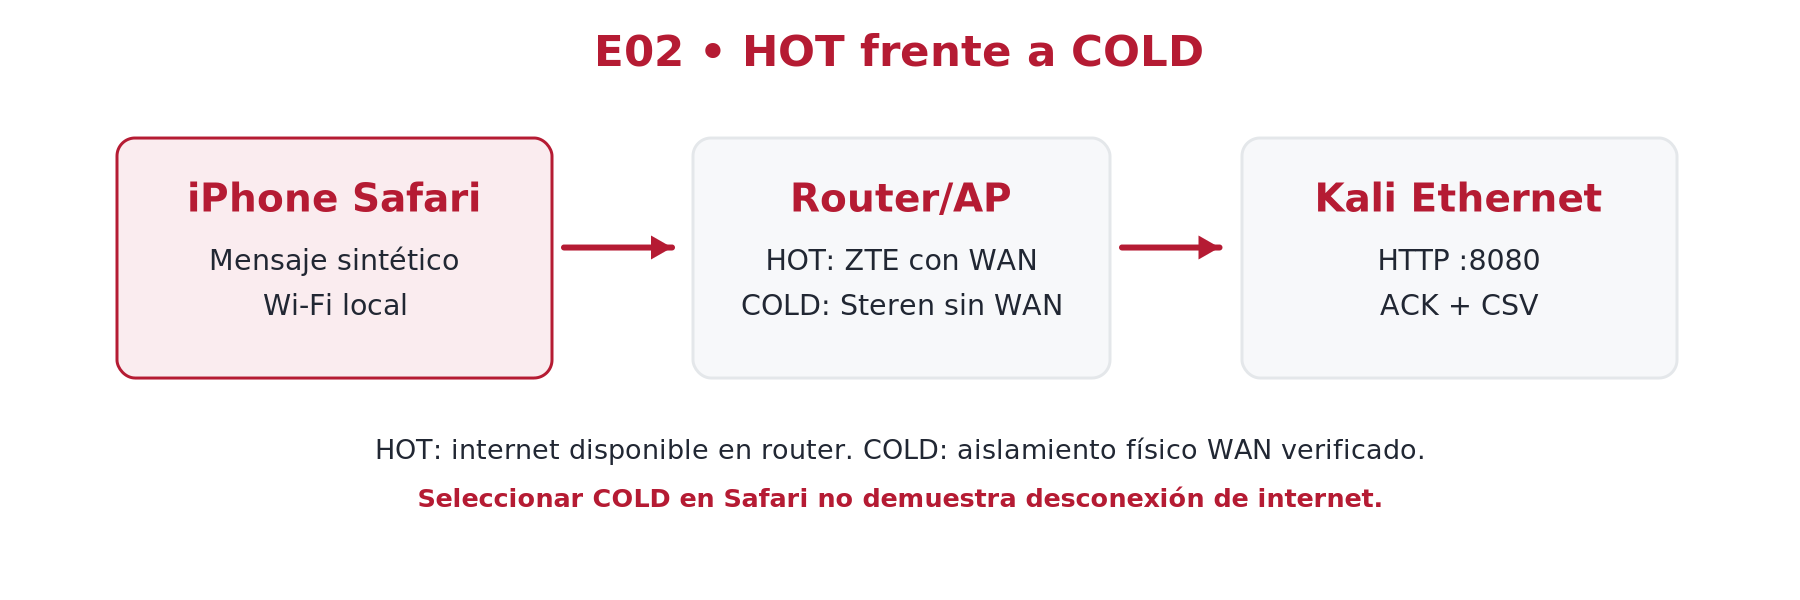 E02 • HOT frente a COLD
iPhone Safari
Mensaje sintético
Wi-Fi local
Router/AP
HOT: ZTE con WAN
COLD: Steren sin WAN
Kali Ethernet
HTTP :8080
ACK + CSV
HOT: internet disponible en router. COLD: aislamiento físico WAN verificado.
Seleccionar COLD en Safari no demuestra desconexión de internet.